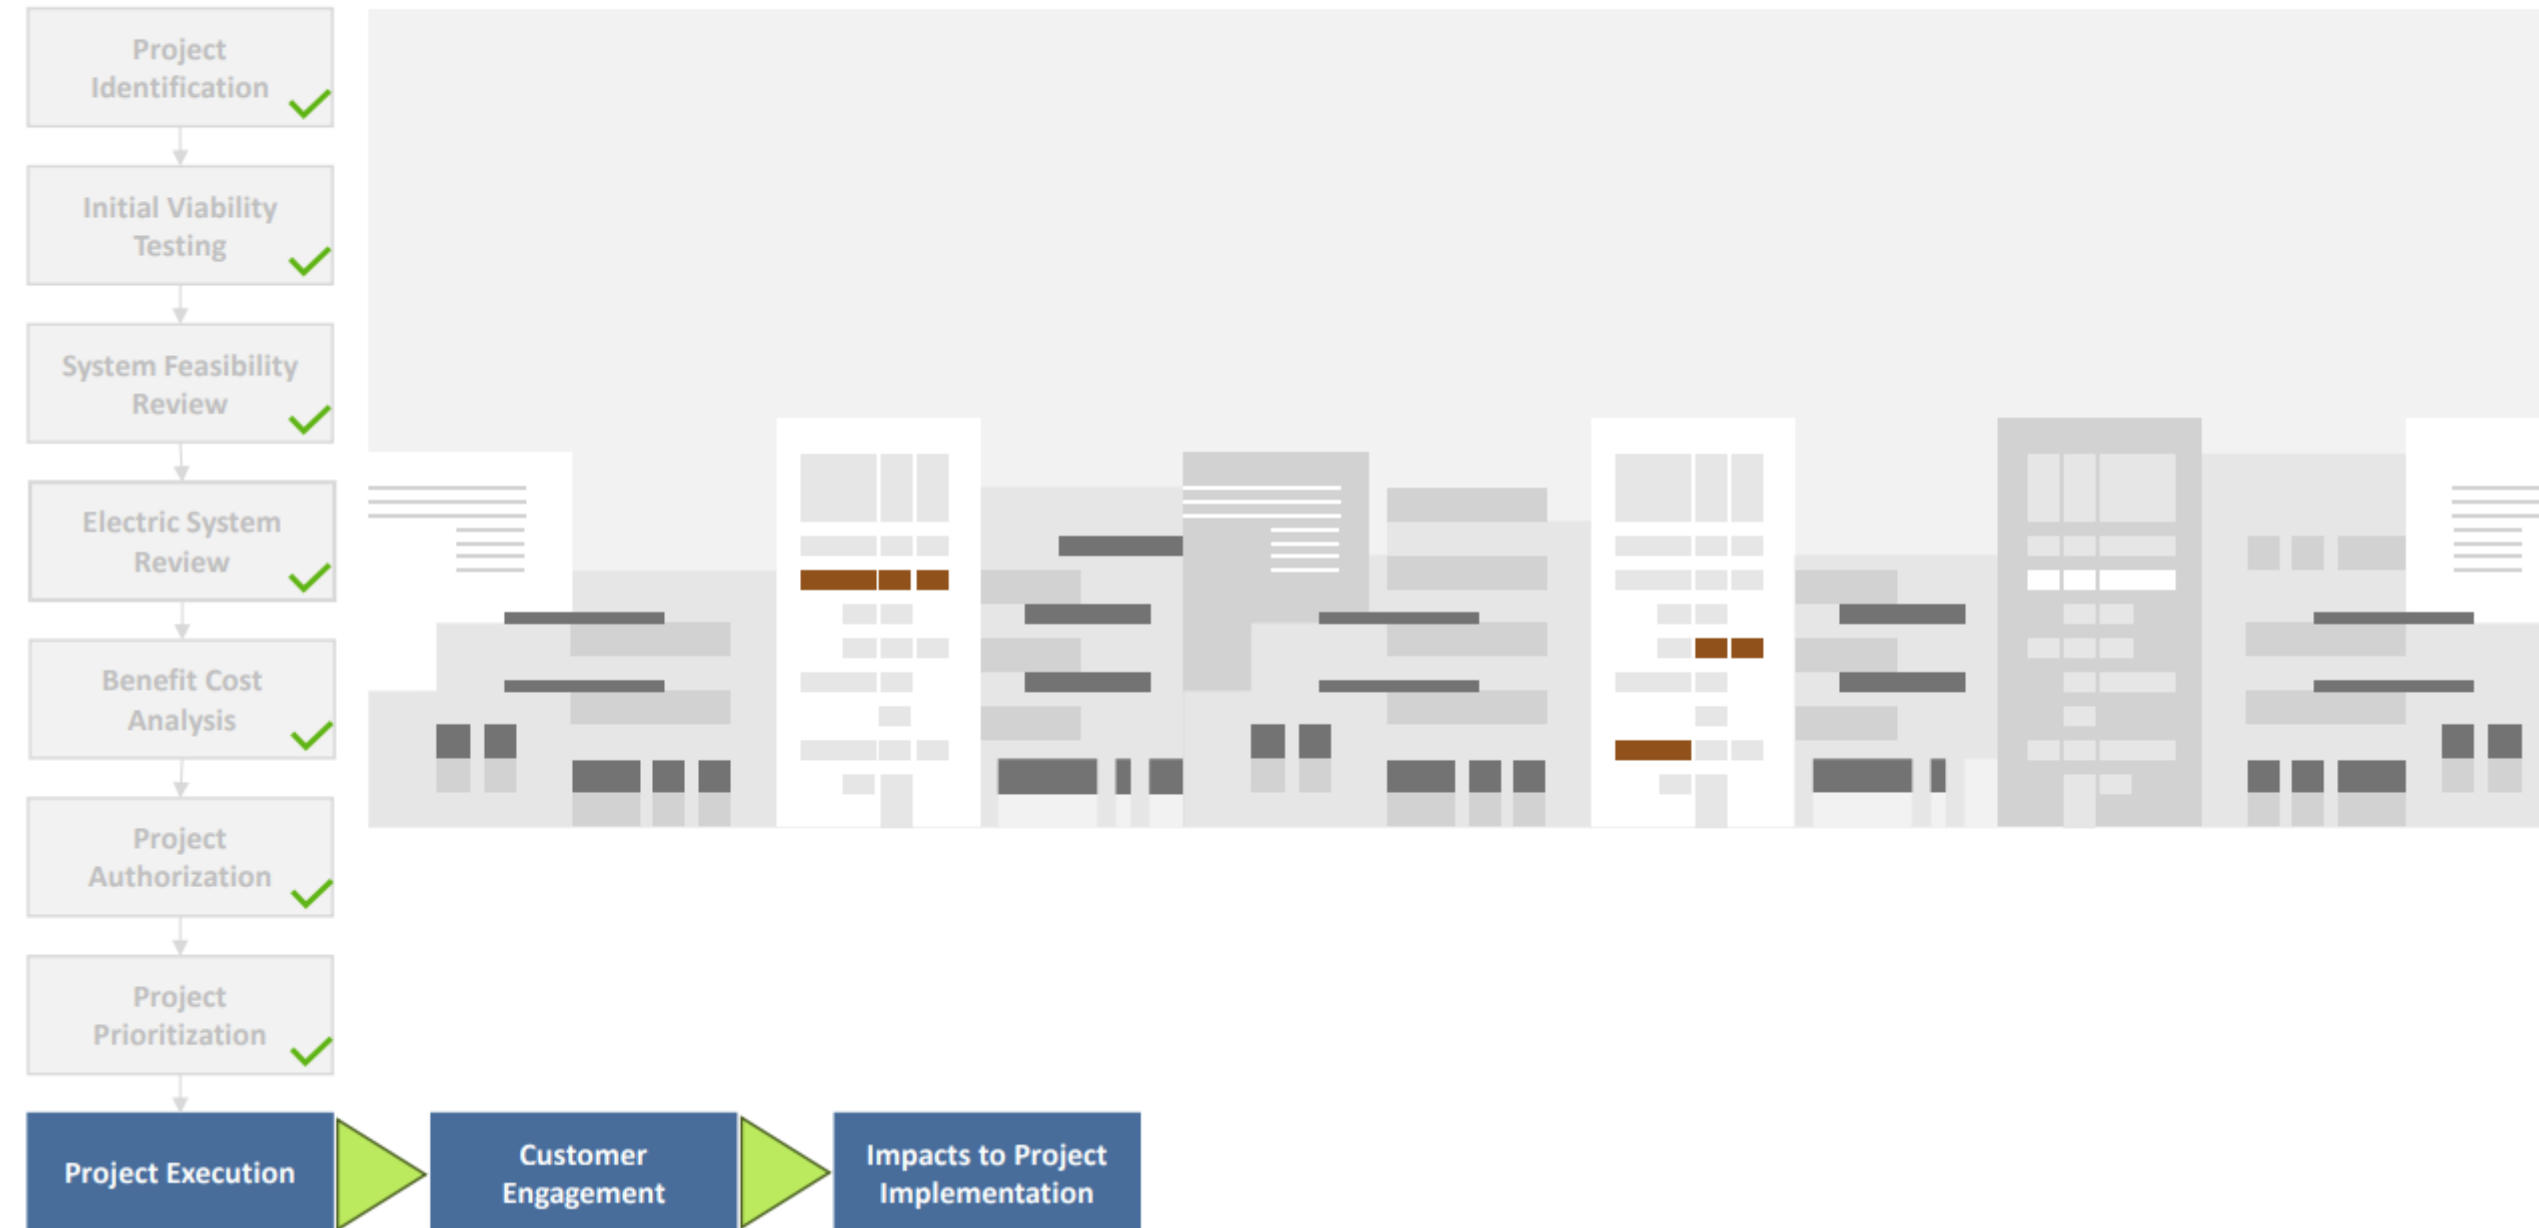 Project
Identification
Initial Viability
Testing
System Feasibility
Review
Electric System
Review
Benefit Cost
Analysis
Project
Authorization
Project
Prioritization
Project Execution
Customer
Engagement
Impacts to Project
Implementation